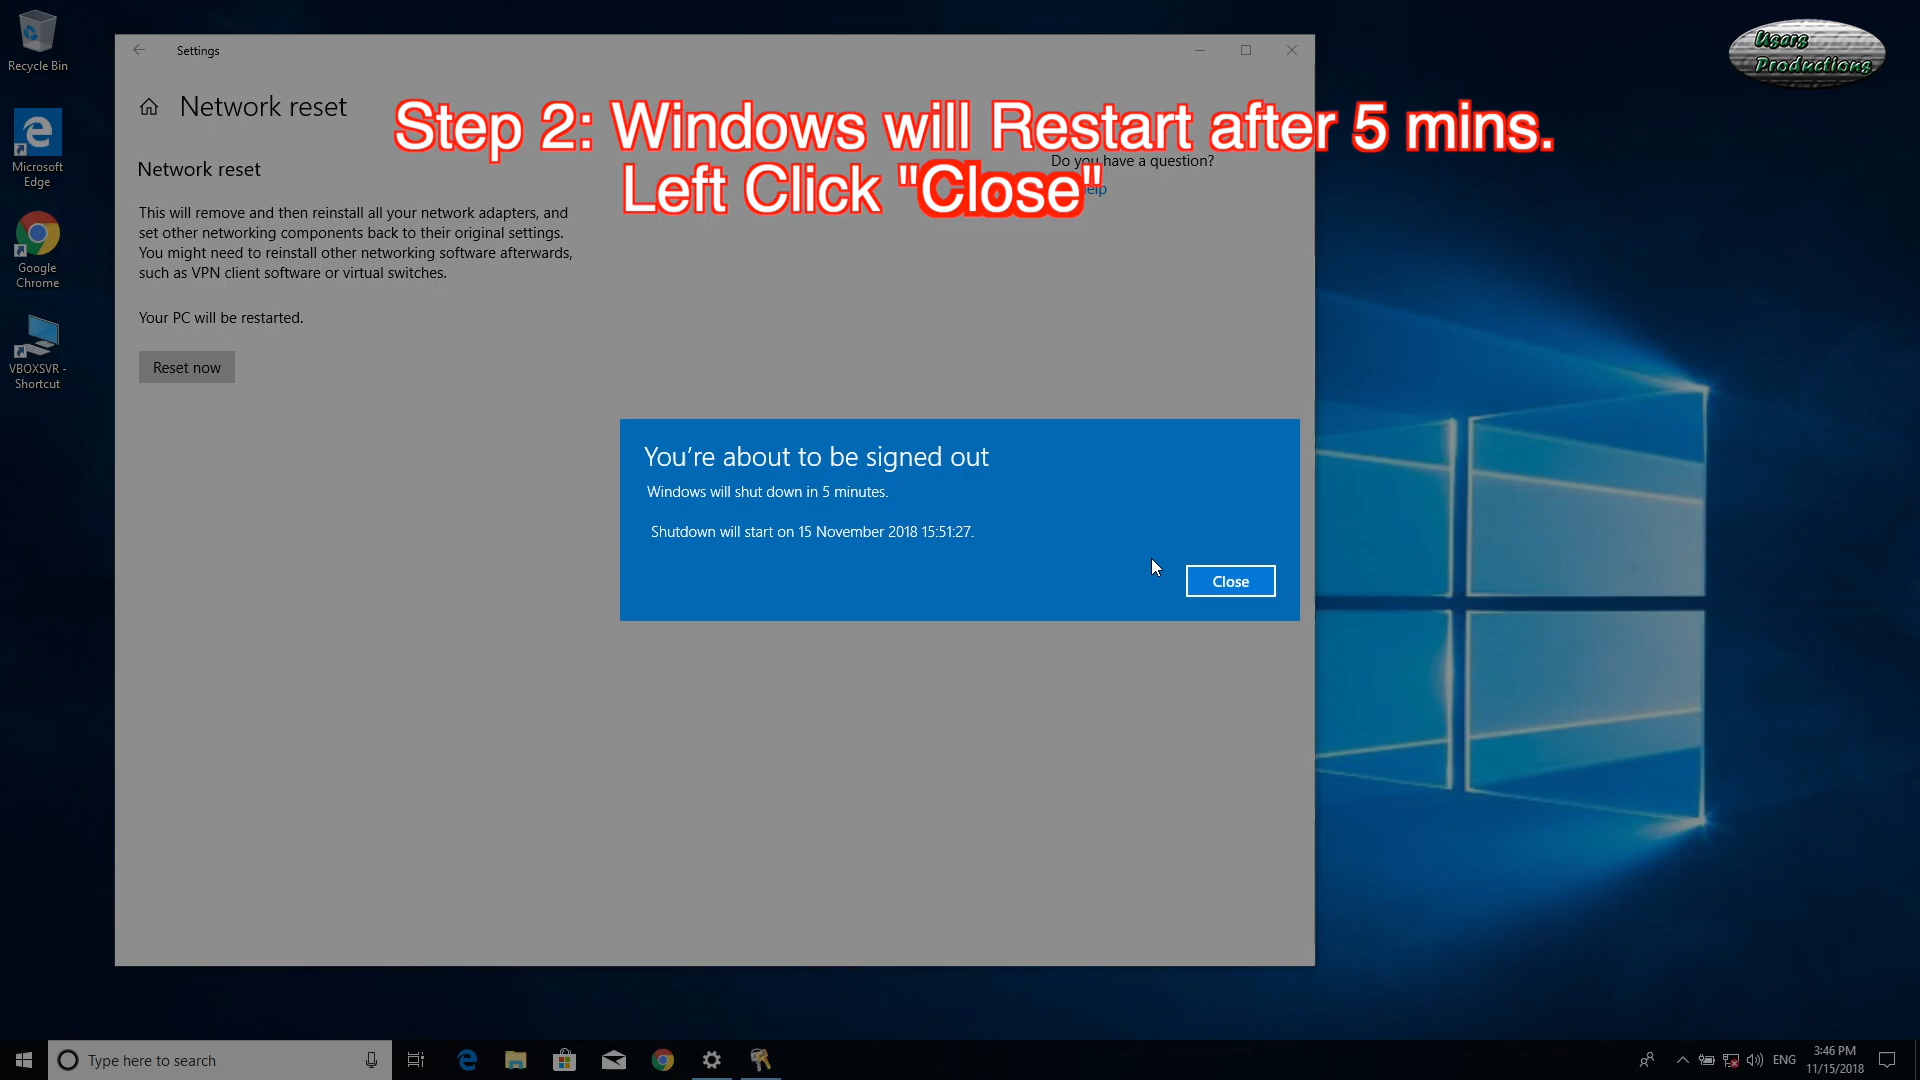 Recycle Bin
Microsoft
Edge
Google
Chrome
VBOXSVR -
Shortcut
Settings
Network reset
Step 2: Windows will Restart after 5 mins.
Left Click "Close"
Users
Productions
Do you have a question?
Network reset
This will remove and then reinstall all your network adapters, and
set other networking components back to their original settings.
You might need to reinstall other networking software afterwards,
such as VPN client software or virtual switches.
Your PC will be restarted.
Reset now
You're about to be signed out
Windows will shut down in 5 minutes.
Shutdown will start on 15 November 2018 15:51:27.
Close
Type here to search
ENG
3:46 PM
11/15/2018